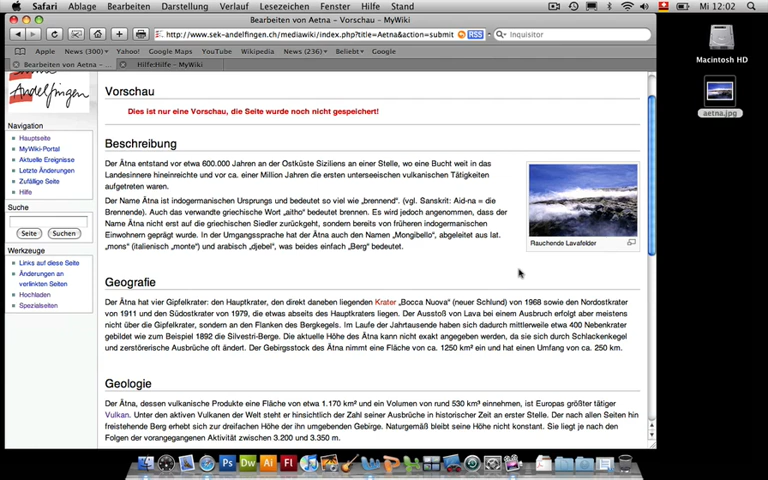 Safari Ablage Bearbeiten Darstellung Verlauf Lesezeichen Fenster Hilfe Stand Mi 12:02
Bearbeiten von Aetna – Vorschau - MyWiki
http://www.sek-andelfingen.ch/mediawiki/index.php?title=Aetna&action=submit RSS Inquisitor
Apple News (300) Yahoo! Google Maps YouTube Wikipedia News (236) Beliebt Google
Bearbeiten von Aetna – ... Hilfe:Hilfe - MyWiki
Macintosh HD
aetna.jpg
Andelfingen
Navigation
Hauptseite
MyWiki-Portal
Aktuelle Ereignisse
Letzte Änderungen
Zufällige Seite
Hilfe
Suche
Seite Suchen
Werkzeuge
Links auf diese Seite
Änderungen an
verlinkten Seiten
Hochladen
Spezialseiten
Vorschau
Dies ist nur eine Vorschau, die Seite wurde noch nicht gespeichert!
Beschreibung
Der Ätna entstand vor etwa 600.000 Jahren an der Ostküste Siziliens an einer Stelle, wo eine Bucht weit in das
Landesinnere hineinreichte und vor ca. einer Million Jahren die ersten unterseeischen vulkanischen Tätigkeiten
aufgetreten waren.
Der Name Ätna ist indogermanischen Ursprungs und bedeutet so viel wie „brennend“. (vgl. Sanskrit: Aid-na = die
Brennende). Auch das verwandte griechische Wort „aitho“ bedeutet brennen. Es wird jedoch angenommen, dass der
Name Ätna nicht erst auf die griechischen Siedler zurückgeht, sondern bereits von früheren indogermanischen
Einwohnern geprägt wurde. In der Umgangssprache hat der Ätna auch den Namen „Mongibello“, abgeleitet aus lat.
„mons“ (italienisch „monte“) und arabisch „djebel“, was beides einfach „Berg“ bedeutet.
Rauchende Lavafelder
Geografie
Der Ätna hat vier Gipfelkrater: den Hauptkrater, den direkt daneben liegenden Krater „Bocca Nuova“ (neuer Schlund) von 1968 sowie den Nordostkrater
von 1911 und den Südostkrater von 1979, die etwas abseits des Hauptkraters liegen. Der Ausstoß von Lava bei einem Ausbruch erfolgt aber meistens
nicht über die Gipfelkrater, sondern an den Flanken des Bergkegels. Im Laufe der Jahrtausende haben sich dadurch mittlerweile etwa 400 Nebenkrater
gebildet wie zum Beispiel 1892 die Silvestri-Berge. Die aktuelle Höhe des Ätna kann nicht exakt angegeben werden, da sie sich durch Schlackenkegel
und zerstörerische Ausbrüche oft ändert. Der Gebirgsstock des Ätna nimmt eine Fläche von ca. 1250 km² ein und hat einen Umfang von ca. 250 km.
Geologie
Der Ätna, dessen vulkanische Produkte eine Fläche von etwa 1.170 km² und ein Volumen von rund 530 km³ einnehmen, ist Europas größter tätiger
Vulkan. Unter den aktiven Vulkanen der Welt steht er hinsichtlich der Zahl seiner Ausbrüche in historischer Zeit an erster Stelle. Der nach allen Seiten hin
freistehende Berg erhebt sich zur dreifachen Höhe der ihn umgebenden Gebirge. Naturgemäß bleibt seine Höhe nicht konstant. Sie liegt je nach den
Folgen der vorangegangenen Aktivität zwischen 3.200 und 3.350 m.
Ps Dw Ai Fl